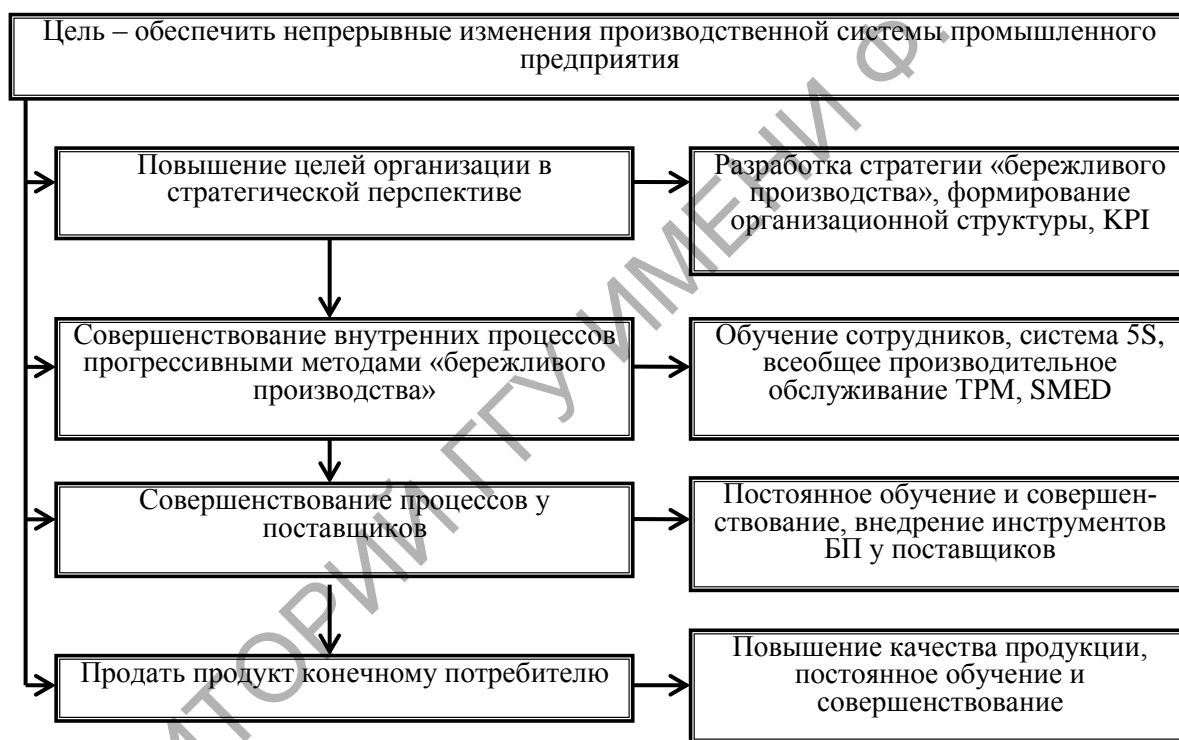 Цель – обеспечить непрерывные изменения производственной системы промышленного
предприятия
Повышение целей организации в
стратегической перспективе
Разработка стратегии «бережливого
производства», формирование
организационной структуры, KPI
Совершенствование внутренних процессов
прогрессивными методами «бережливого
производства»
Обучение сотрудников, система 5S,
всеобщее производительное
обслуживание TPM, SMED
Совершенствование процессов у
поставщиков
Постоянное обучение и совершен-
ствование, внедрение инструментов
БП у поставщиков
Продать продукт конечному потребителю
Повышение качества продукции,
постоянное обучение и
совершенствование
ИТОРИЙ ГГУ ИМЕНИ Ф.